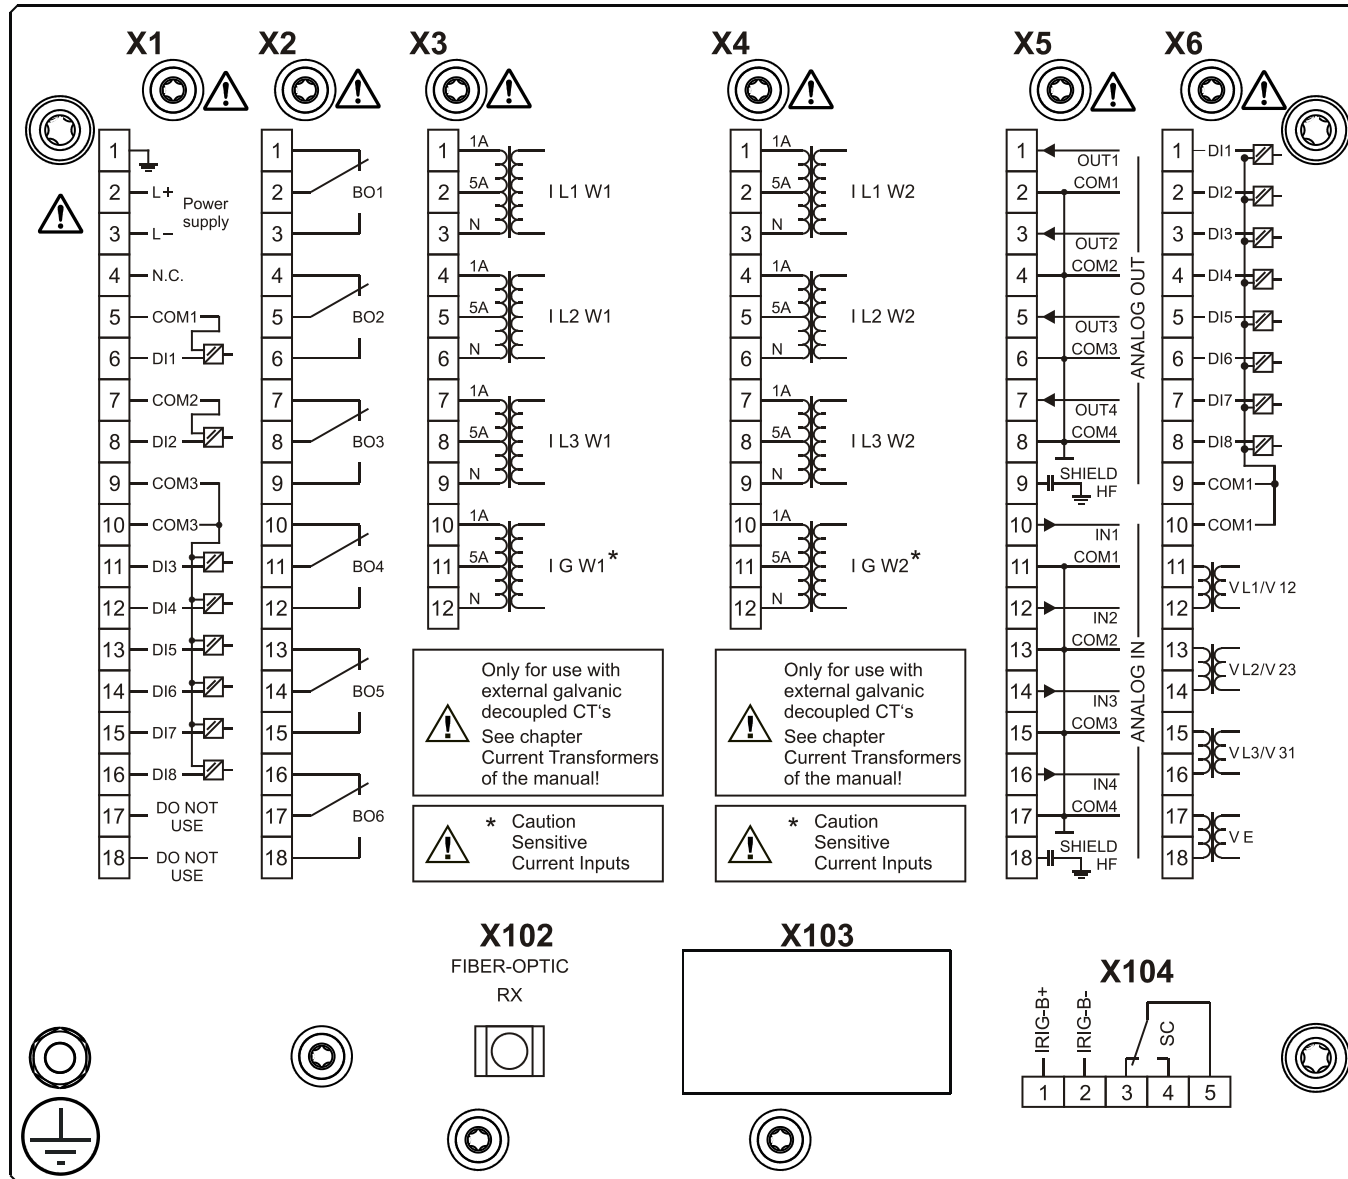 X1 X2 X3 X4 X5 X6
1
2 L+
3 L−
Power
supply
4 N.C.
5 COM1
6 DI1
7 COM2
8 DI2
9 COM3
10 COM3
11 DI3
12 DI4
13 DI5
14 DI6
15 DI7
16 DI8
17 DO NOT
USE
18 DO NOT
USE
1
2 BO1
3
4
5 BO2
6
7
8 BO3
9
10
11 BO4
12
13
14 BO5
15
16
17 BO6
18
1 1A
2 5A I L1 W1
3 N
4 1A
5 5A I L2 W1
6 N
7 1A
8 5A I L3 W1
9 N
10 1A
11 5A I G W1*
12 N
Only for use with
external galvanic
decoupled CT‘s
See chapter
Current Transformers
of the manual!
* Caution
Sensitive
Current Inputs
1 1A
2 5A I L1 W2
3 N
4 1A
5 5A I L2 W2
6 N
7 1A
8 5A I L3 W2
9 N
10 1A
11 5A I G W2*
12 N
Only for use with
external galvanic
decoupled CT‘s
See chapter
Current Transformers
of the manual!
* Caution
Sensitive
Current Inputs
1 OUT1
2 COM1
3 OUT2
4 COM2
5 OUT3
6 COM3
7 OUT4
8 COM4
9 SHIELD
HF
ANALOG OUT
10 IN1
11 COM1
12 IN2
13 COM2
14 IN3
15 COM3
16 IN4
17 COM4
18 SHIELD
HF
ANALOG IN
1 DI1
2 DI2
3 DI3
4 DI4
5 DI5
6 DI6
7 DI7
8 DI8
9 COM1
10 COM1
11
12
V L1/V 12
13
14
V L2/V 23
15
16
V L3/V 31
17
18
V E
X102
FIBER-OPTIC
RX
X103
X104
IRIG-B+
IRIG-B-
SC
1 2 3 4 5